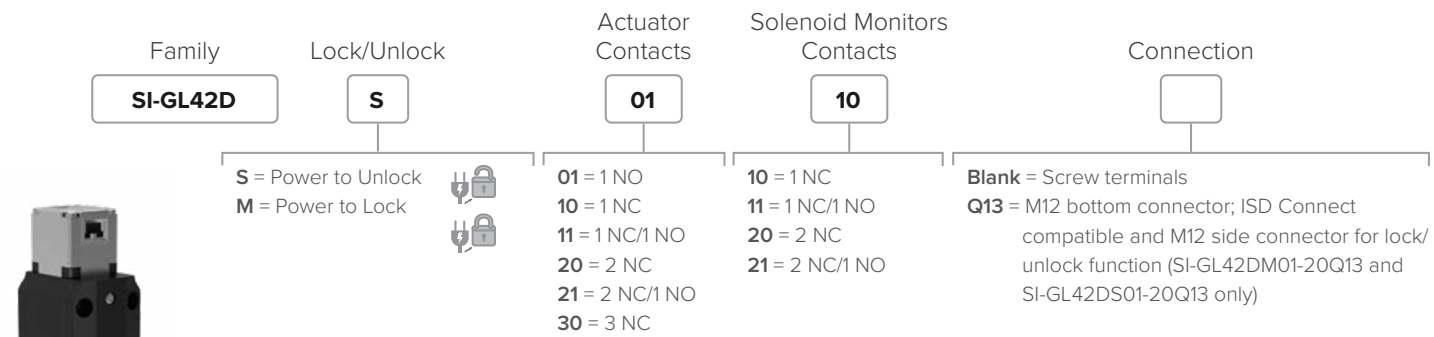 Family
Lock/Unlock
Actuator
Contacts
Solenoid Monitors
Contacts
Connection
SI-GL42D
S
01
10
S = Power to Unlock
M = Power to Lock
01 = 1 NO
10 = 1 NC
11 = 1 NC/1 NO
20 = 2 NC
21 = 2 NC/1 NO
30 = 3 NC
10 = 1 NC
11 = 1 NC/1 NO
20 = 2 NC
21 = 2 NC/1 NO
Blank = Screw terminals
Q13 = M12 bottom connector; ISD Connect
compatible and M12 side connector for lock/
unlock function (SI-GL42DM01-20Q13 and
SI-GL42DS01-20Q13 only)